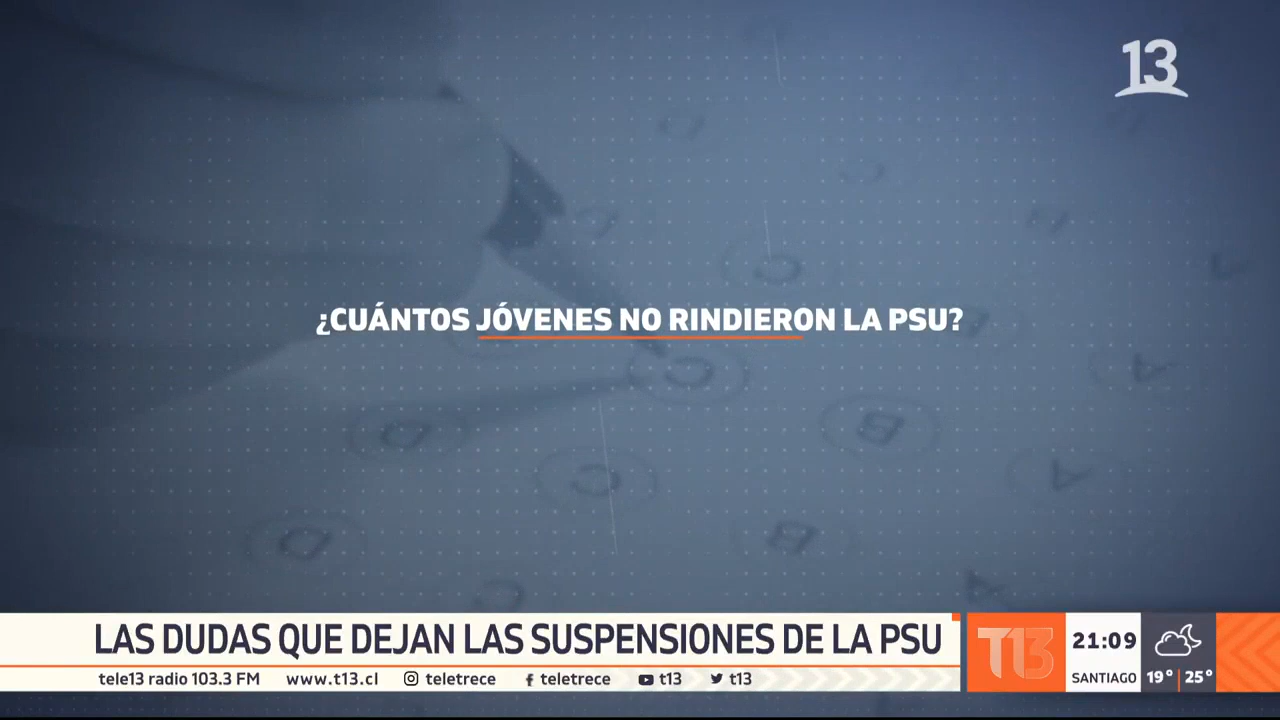 13
¿CUÁNTOS JÓVENES NO RINDIERON LA PSU?
C
C
B
A
D
B
C
A
D
B
C
A
LAS DUDAS QUE DEJAN LAS SUSPENSIONES DE LA PSU
T13
21:09
tele13 radio 103.3 FM www.t13.cl teletrece teletrece t13 t13
SANTIAGO 19° 25°